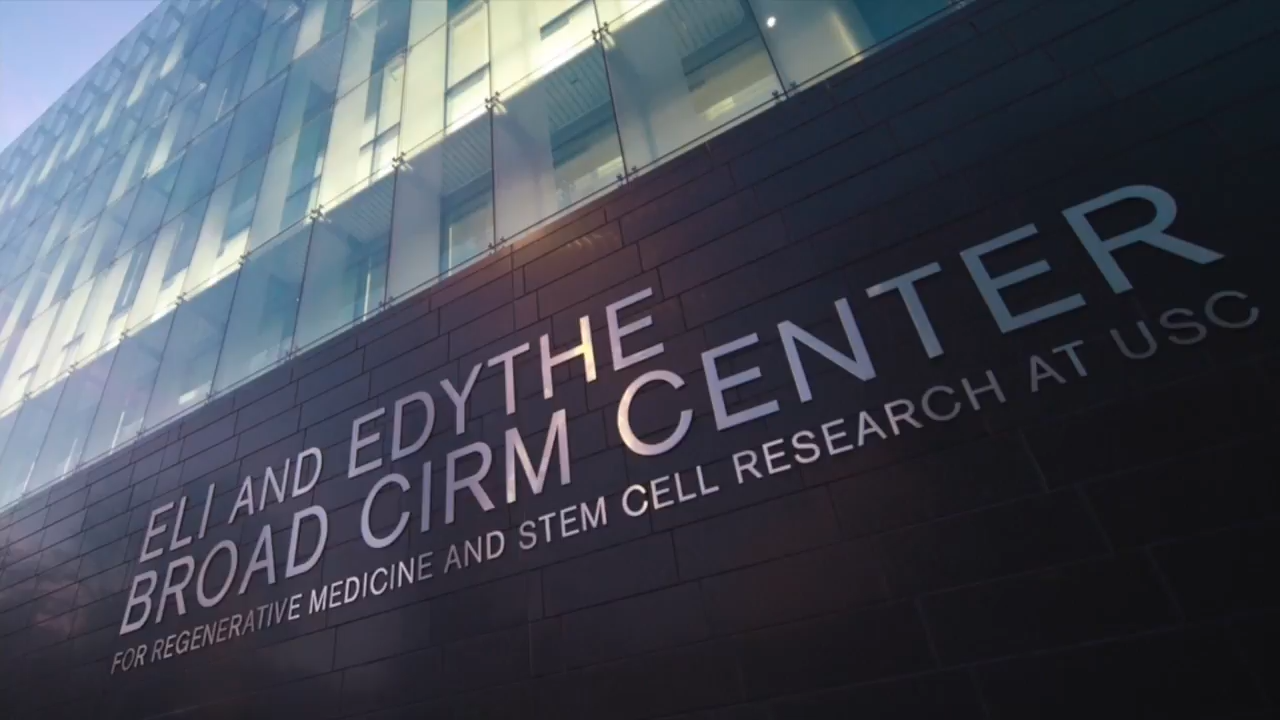 ELI AND EDYTHE
BROAD CIRM CENTER
FOR REGENERATIVE MEDICINE AND STEM CELL RESEARCH AT USC